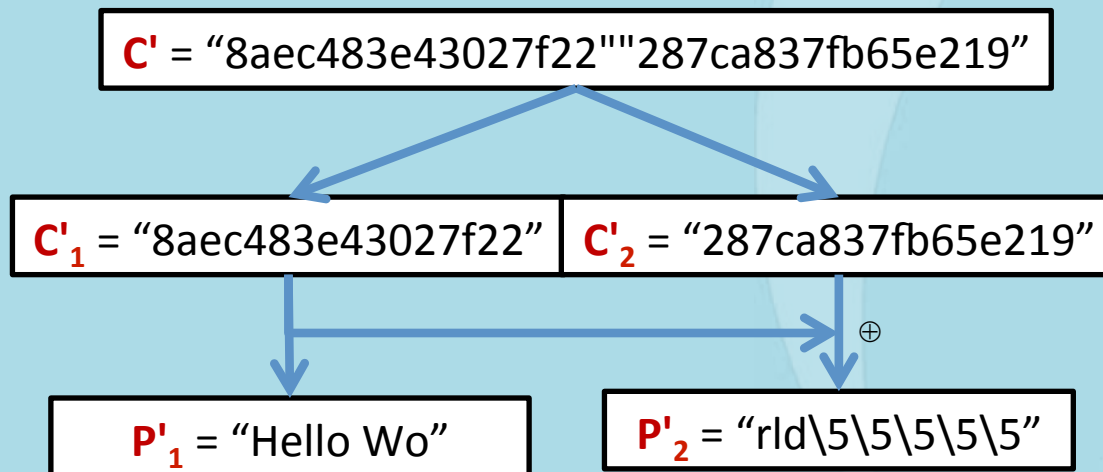 C' = “8aec483e43027f22""287ca837fb65e219”
C'1 = “8aec483e43027f22” C'2 = “287ca837fb65e219”
⊕
P'1 = “Hello Wo” P'2 = “rld\5\5\5\5\5”